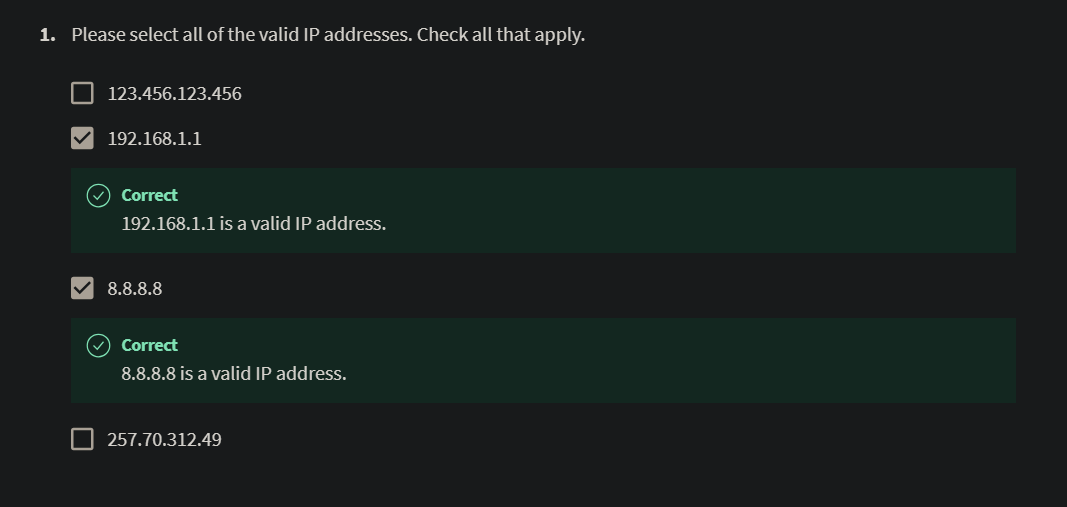 1. Please select all of the valid IP addresses. Check all that apply.
123.456.123.456
192.168.1.1
Correct
192.168.1.1 is a valid IP address.
8.8.8.8
Correct
8.8.8.8 is a valid IP address.
257.70.312.49